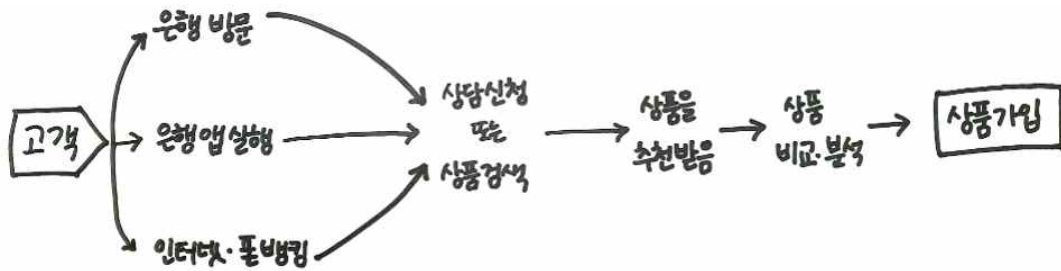 고객
은행 방문
은행 앱 실행
인터넷·폰뱅킹
상담신청
또는
상품검색
상품을
추천받음
상품
비교·분석
상품가입